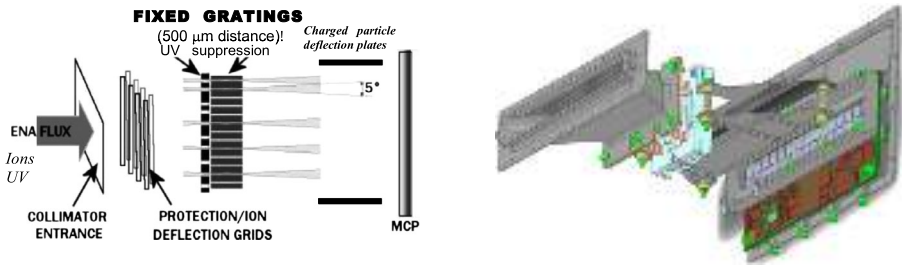 FIXED GRATINGS
(500 µm distance)!
UV suppression
Charged particle
deflection plates
5°
ENA FLUX
Ions
UV
COLLIMATOR
ENTRANCE
PROTECTION/ION
DEFLECTION GRIDS
MCP